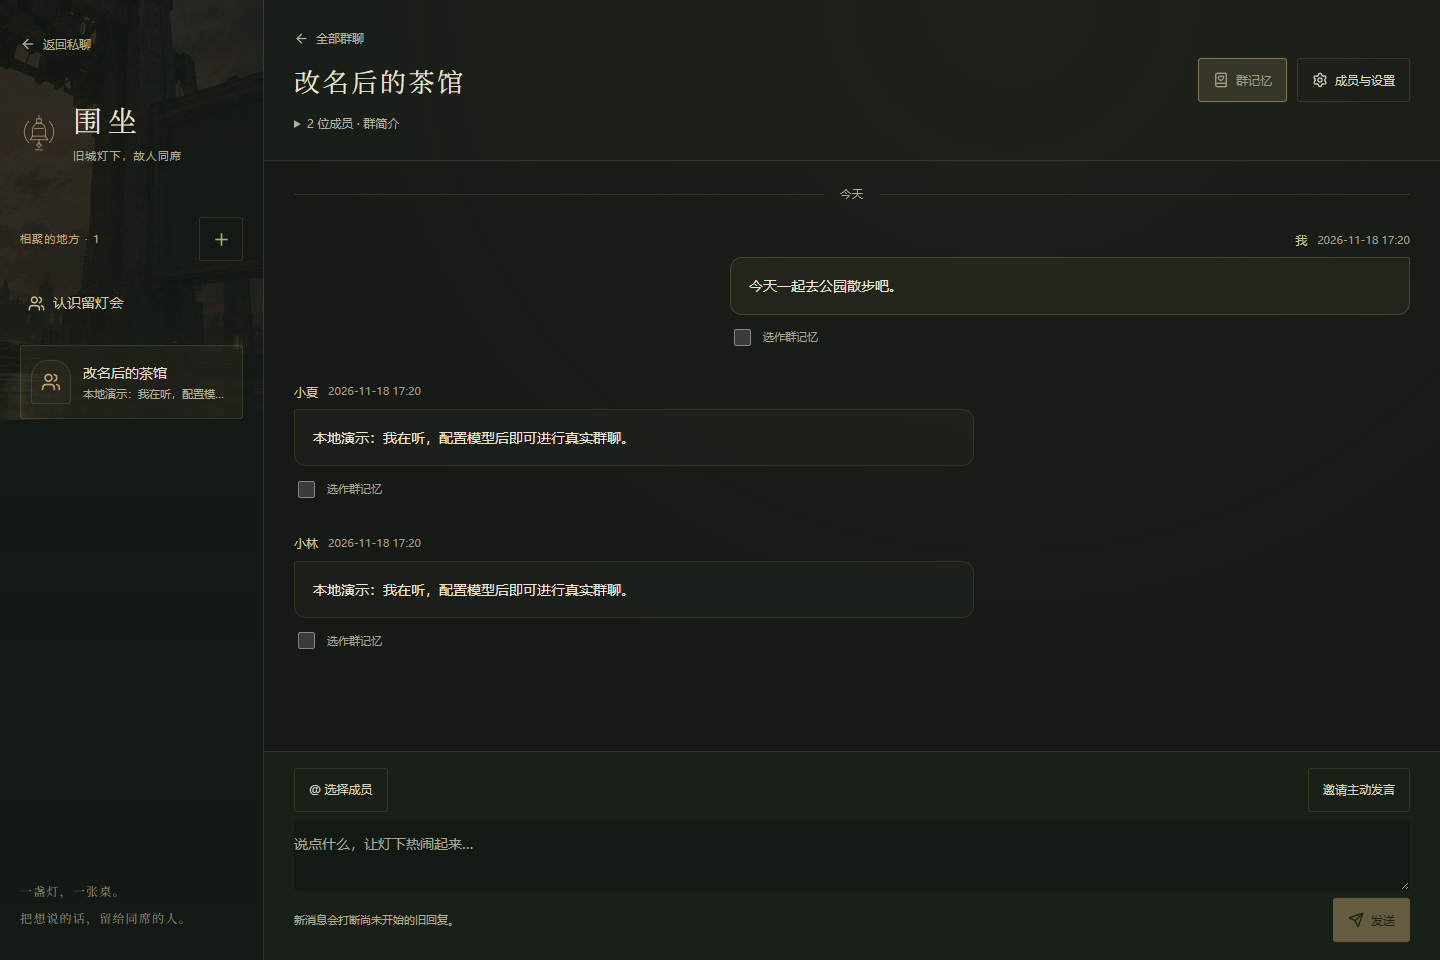 返回私聊
围坐
旧城灯下，故人同席
相聚的地方 · 1
认识留灯会
改名后的茶馆
本地演示：我在听，配置模...
一盏灯，一张桌。
把想说的话，留给同席的人。
全部群聊
改名后的茶馆
2 位成员 · 群简介
群记忆
成员与设置
今天
我 2026-11-18 17:20
今天一起去公园散步吧。
选作群记忆
小夏 2026-11-18 17:20
本地演示：我在听，配置模型后即可进行真实群聊。
选作群记忆
小林 2026-11-18 17:20
本地演示：我在听，配置模型后即可进行真实群聊。
选作群记忆
@ 选择成员
邀请主动发言
说点什么，让灯下热闹起来...
新消息会打断尚未开始的旧回复。
发送